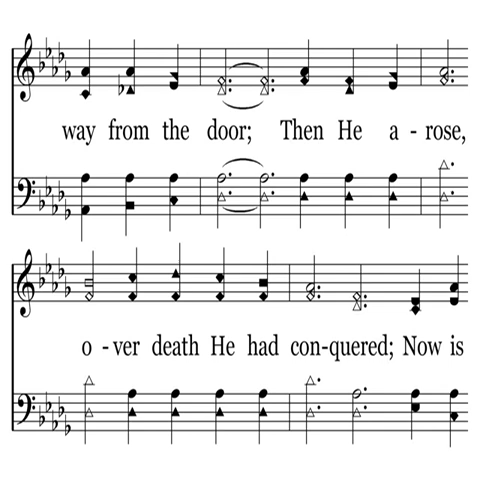 way from the door; Then He a - rose,
o - ver death He had con-quered; Now is